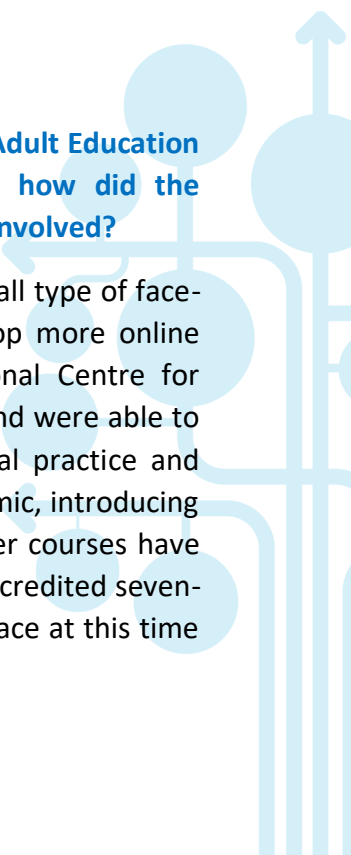 Adult Education
how did the
involved?
all type of face-
op more online
onal Centre for
nd were able to
al practice and
mic, introducing
er courses have
credited seven-
ace at this time